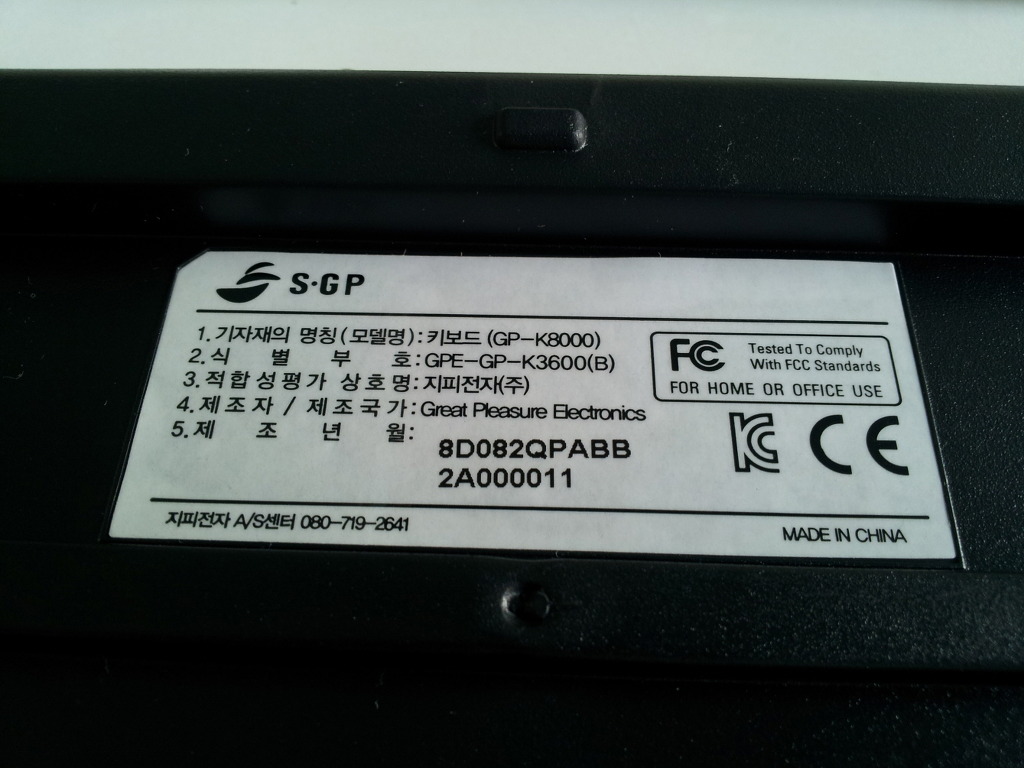 S·GP
1. 기자재의 명칭(모델명) : 키보드 (GP-K8000)
2. 식 별 부 호 : GPE-GP-K3600(B)
3. 적합성평가 상호명 : 지피전자(주)
4. 제조자 / 제조국가 : Great Pleasure Electronics
5. 제 조 년 월 :
8D082QPABB
2A000011
FC
Tested To Comply
With FCC Standards
FOR HOME OR OFFICE USE
KC CE
지피전자 A/S센터 080-719-2641
MADE IN CHINA